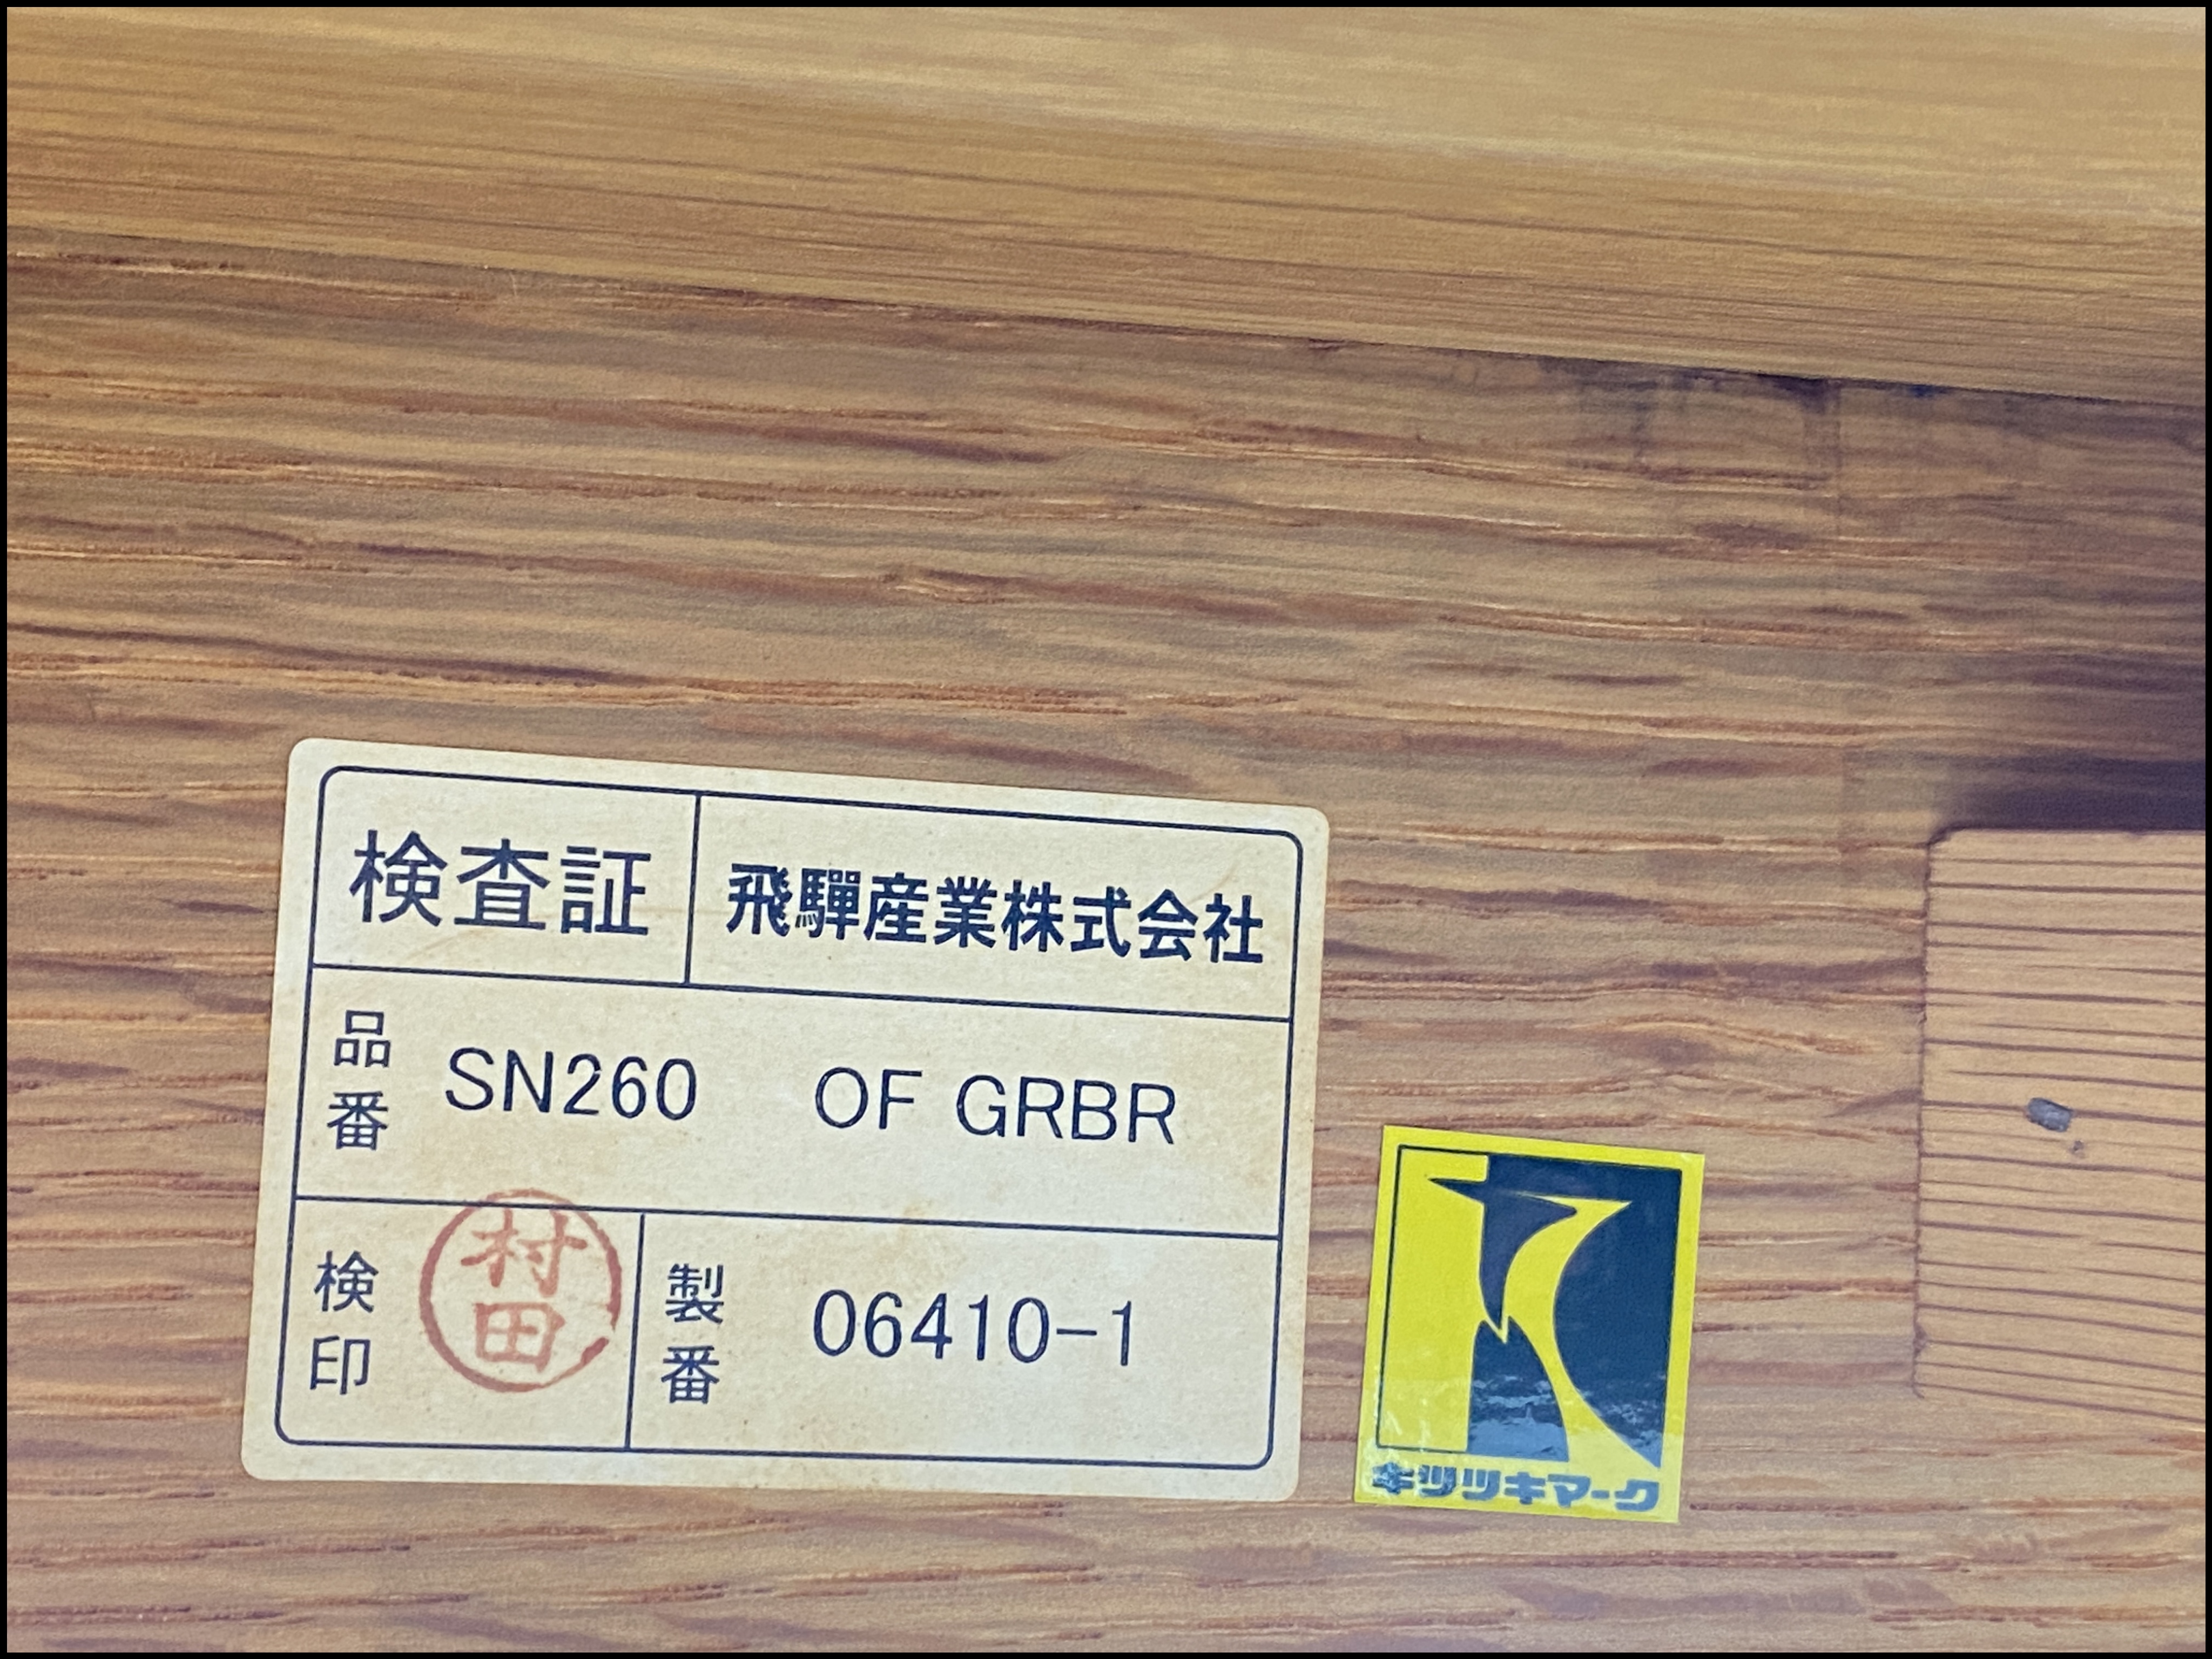 検査証
飛驒産業株式会社
品番
SN260 OF GRBR
検印
村田
製番
06410-1
キツツキマーク